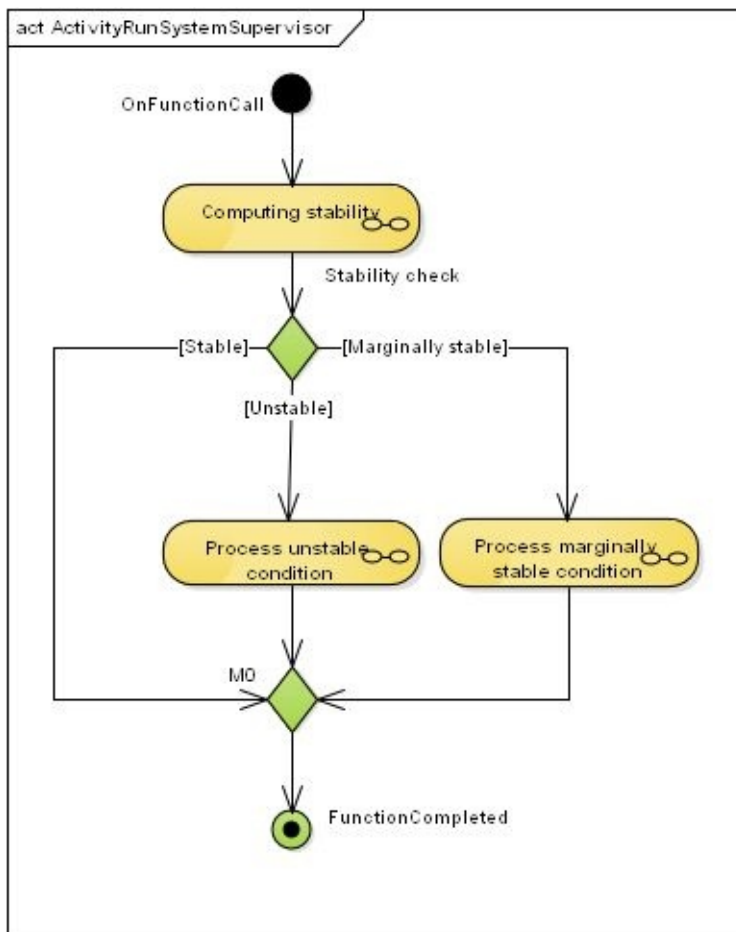 act ActivityRunSystemSupervisor
OnFunctionCall
Computing stability
Stability check
[Stable]
[Marginally stable]
[Unstable]
Process unstable
condition
Process marginally
stable condition
M0
FunctionCompleted